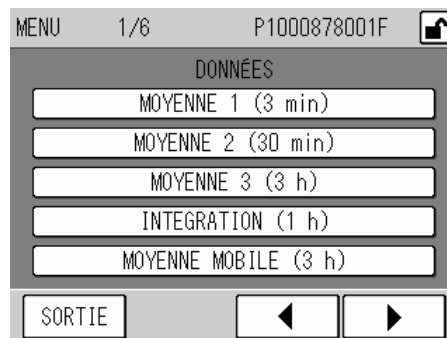 MENU 1/6 P1000878001F
DONNÉES
MOYENNE 1 (3 min)
MOYENNE 2 (30 min)
MOYENNE 3 (3 h)
INTEGRATION (1 h)
MOYENNE MOBILE (3 h)
SORTIE